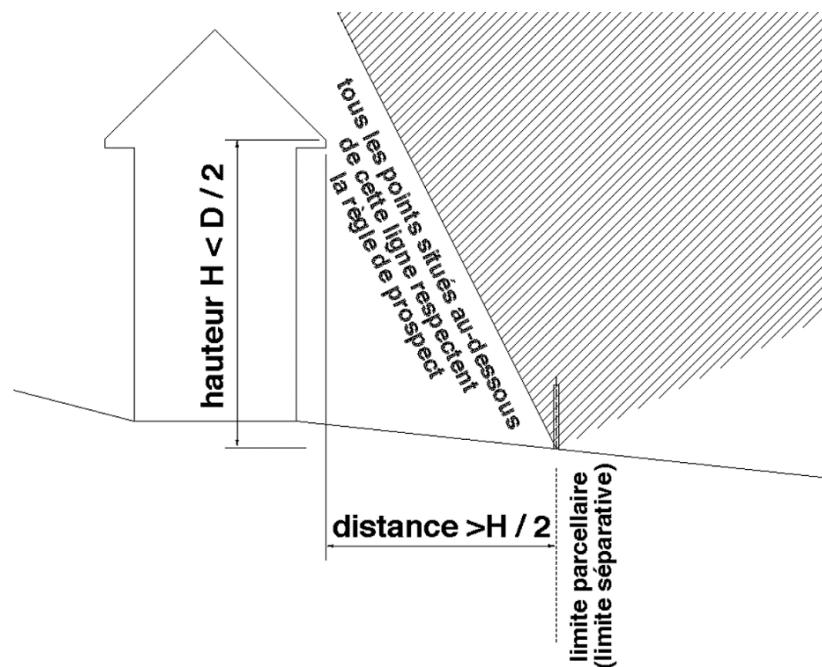 tous les points situés au-dessous
de cette ligne respectent
la règle de prospect
hauteur H < D / 2
distance >H / 2
limite parcellaire
(limite séparative)